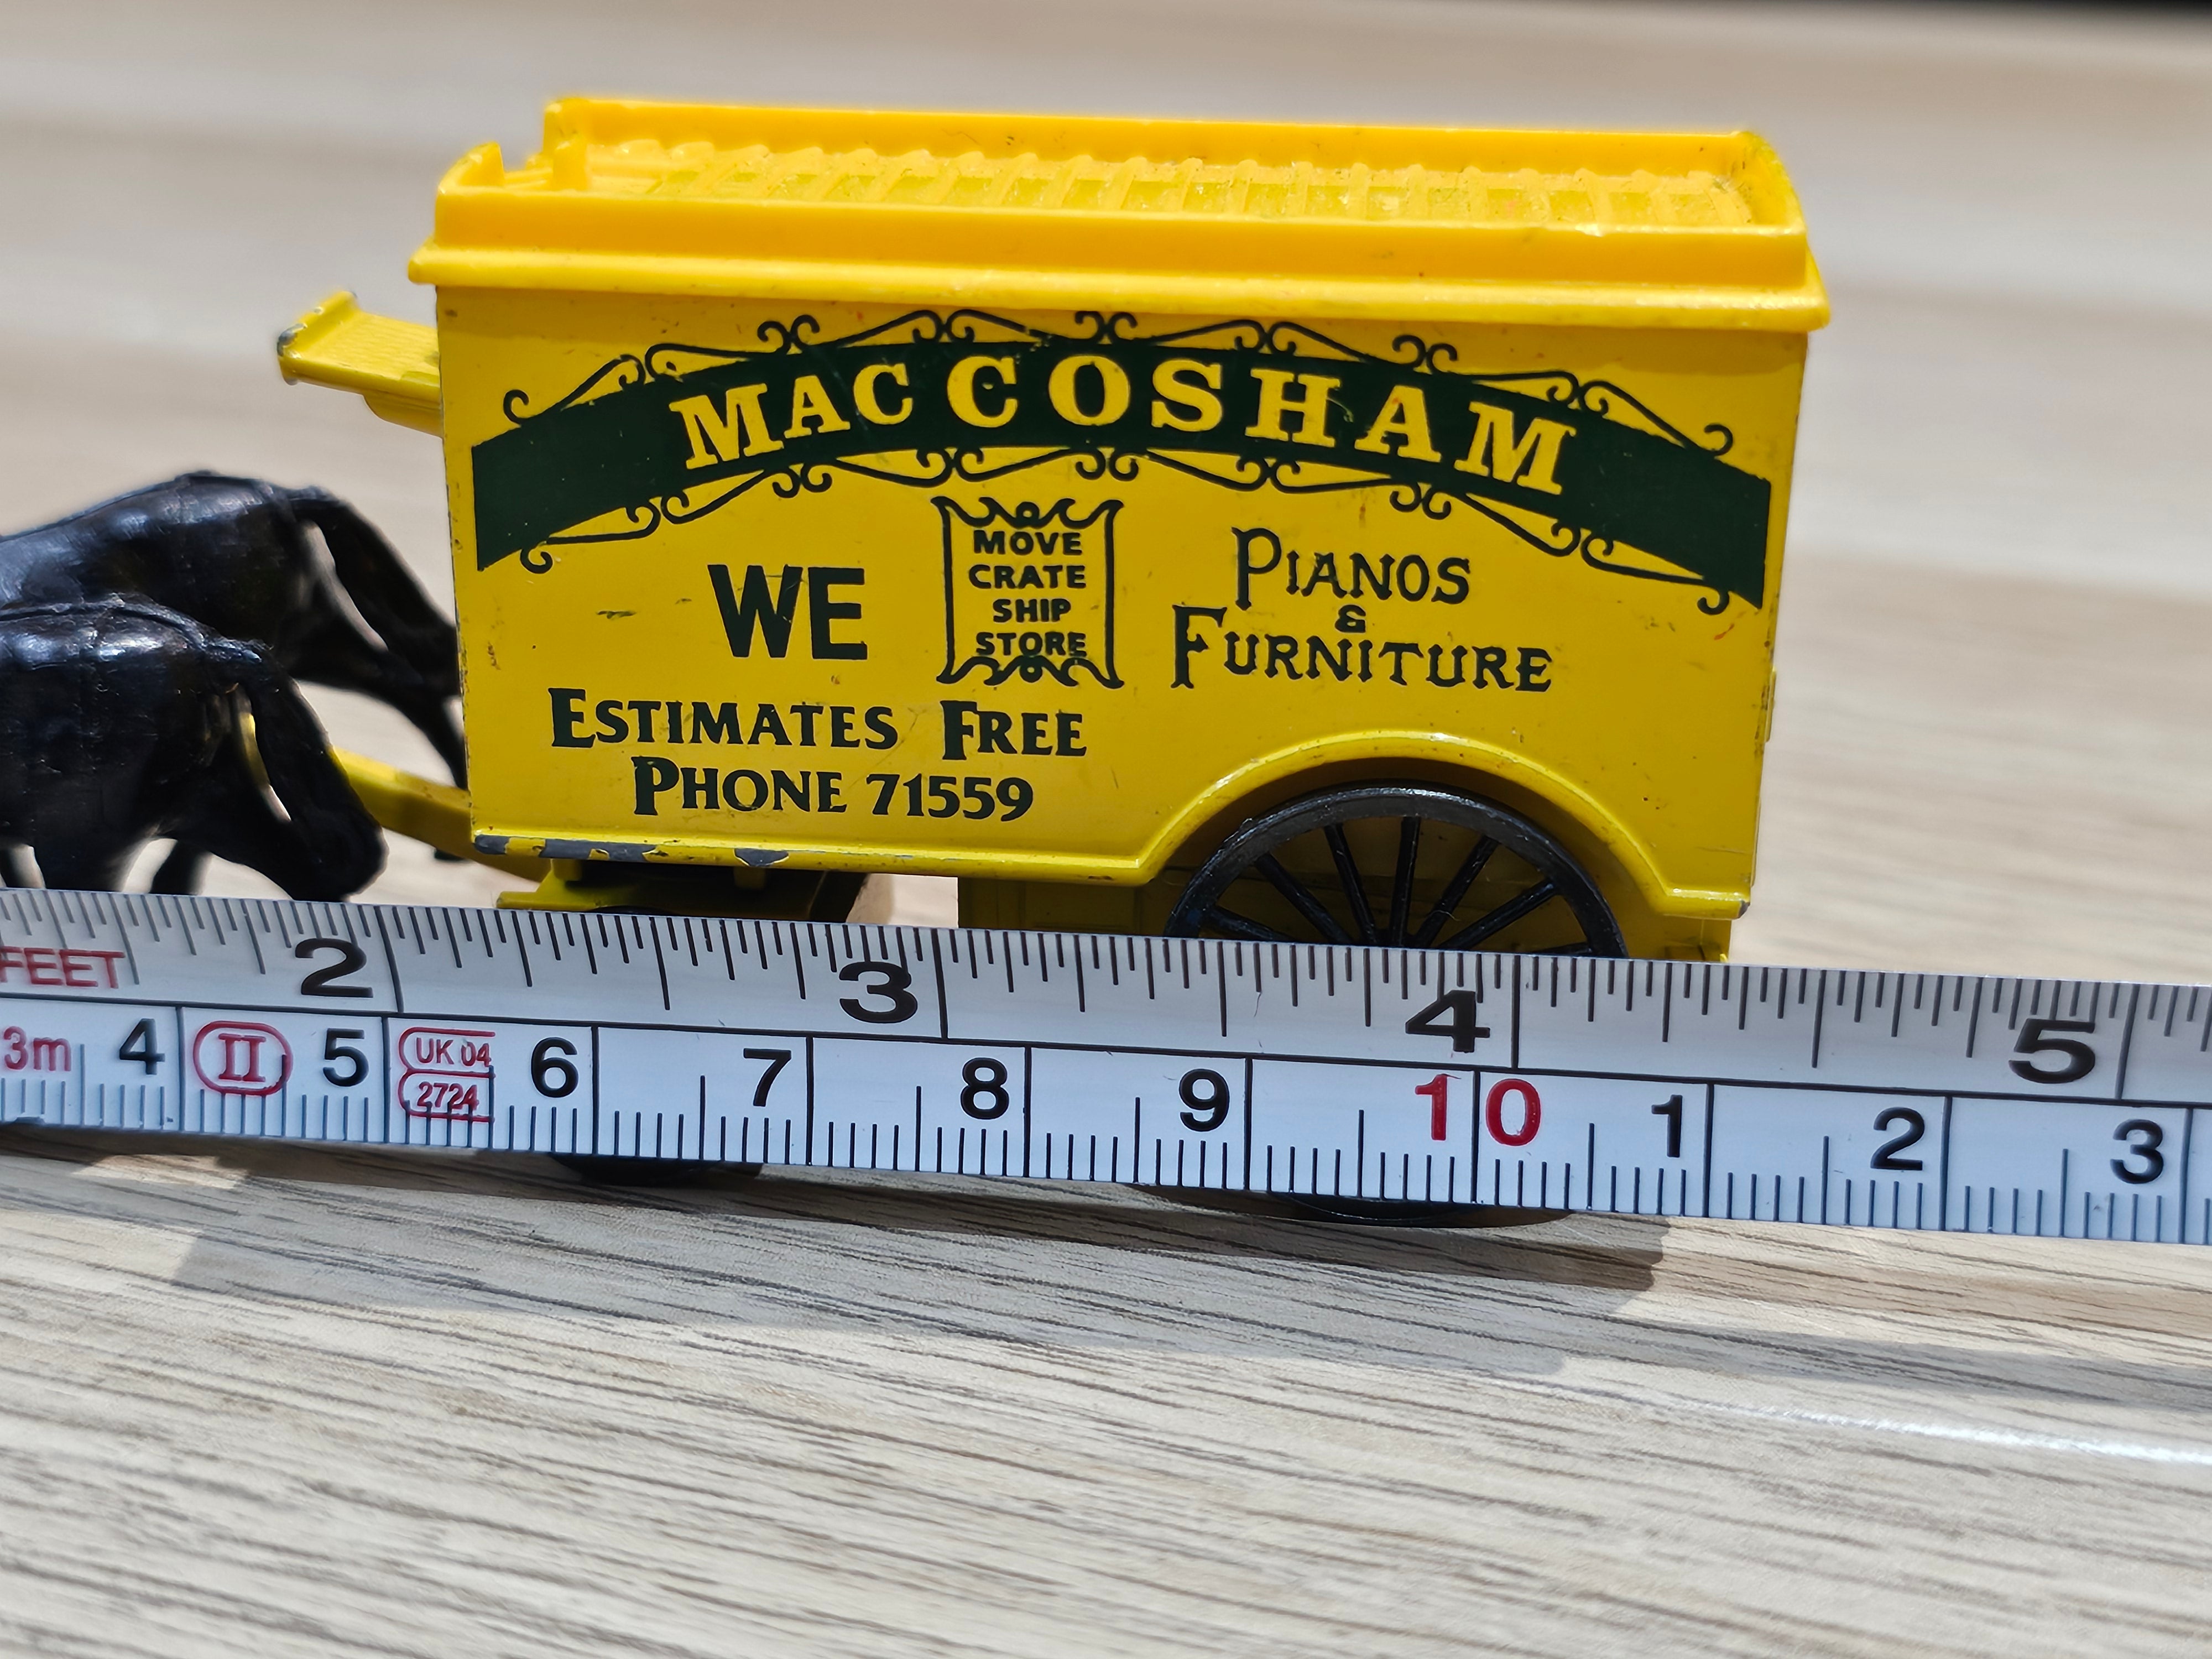 MACCOSHAM
WE
MOVE
CRATE
SHIP
STORE
PIANOS
&
FURNITURE
ESTIMATES FREE
PHONE 71559
FEET 2 3 4 5
3m 4 II 5 UK 04 6 7 8 9 10 1 2 3
2724